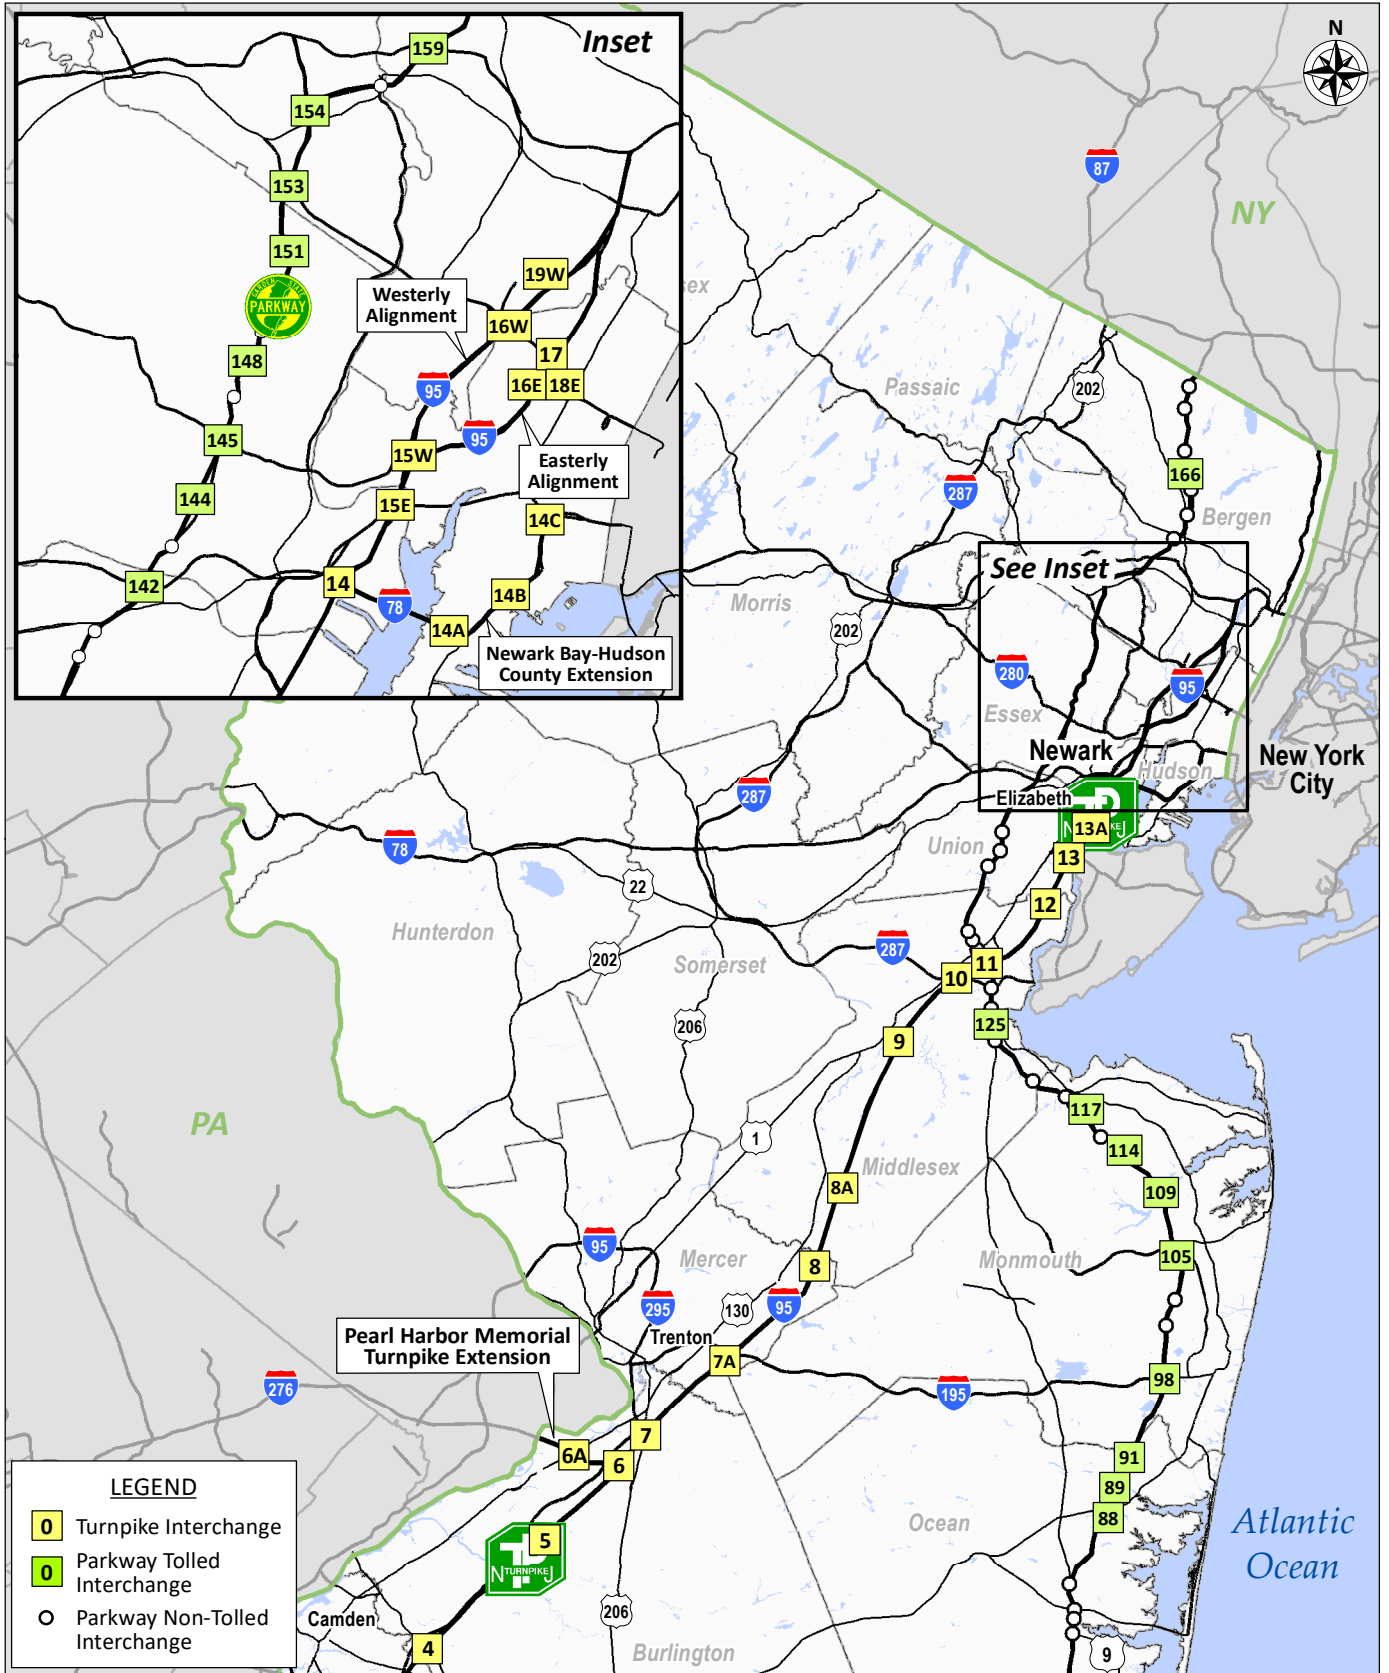 Inset
159
154
153
151
GARDEN STATE
PARKWAY
148
145
144
142
Westerly
Alignment
19W
16W
17
16E
18E
95
95
15W
Easterly
Alignment
15E
14C
14
78
14B
14A
Newark Bay-Hudson
County Extension
N
87
NY
sex
Passaic
202
287
166
Bergen
See Inset
Morris
202
280
95
Essex
Newark
Hudson
New York
City
Elizabeth
287
13A
N
KE
J
78
Union
13
22
12
Hunterdon
202
Somerset
287
11
10
206
125
9
PA
1
117
114
Middlesex
8A
109
95
Mercer
8
Monmouth
105
295
130
95
Pearl Harbor Memorial
Turnpike Extension
Trenton
7A
276
195
98
7
6A
6
91
89
88
LEGEND
0 Turnpike Interchange
0 Parkway Tolled
Interchange
Parkway Non-Tolled
Interchange
5
N TURNPIKE J
Ocean
Atlantic
Ocean
Camden
206
4
Burlington
9